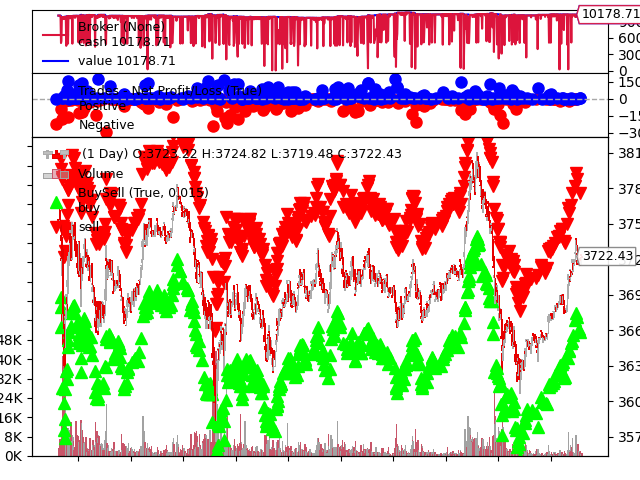 Broker (None)
10178.71
cash 10178.71
value 10178.71
600
300
0
Trades - Net Profit/Loss (True)
Positive
Negative
150
0
-15
-30
(1 Day) O:3723.22 H:3724.82 L:3719.48 C:3722.43
Volume
BuySell (True, 0.015)
buy
sell
381
378
375
3722.43
369
366
363
360
357
48K
40K
32K
24K
16K
8K
0K